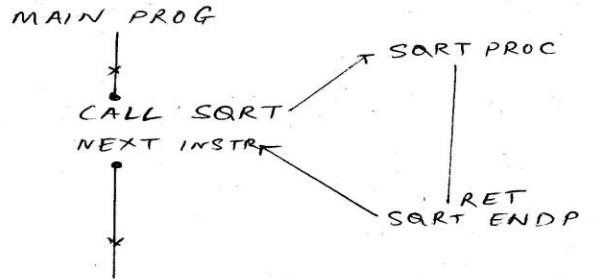 MAIN PROG
SQRT PROC
CALL SQRT
NEXT INSTR
RET
SQRT ENDP